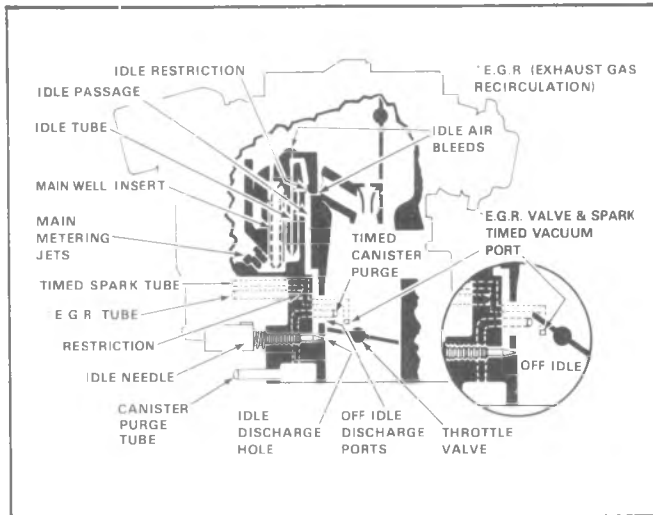 IDLE RESTRICTION
IDLE PASSAGE
IDLE TUBE
MAIN WELL INSERT
MAIN
METERING
JETS
TIMED SPARK TUBE
E G R TUBE
RESTRICTION
IDLE NEEDLE
CANISTER
PURGE
TUBE
IDLE
DISCHARGE
HOLE
OFF IDLE
DISCHARGE
PORTS
THROTTLE
VALVE
TIMED
CANISTER
PURGE
*E.G.R (EXHAUST GAS
RECIRCULATION)
IDLE AIR
BLEEDS
*E.G.R. VALVE & SPARK
TIMED VACUUM
PORT
OFF IDLE